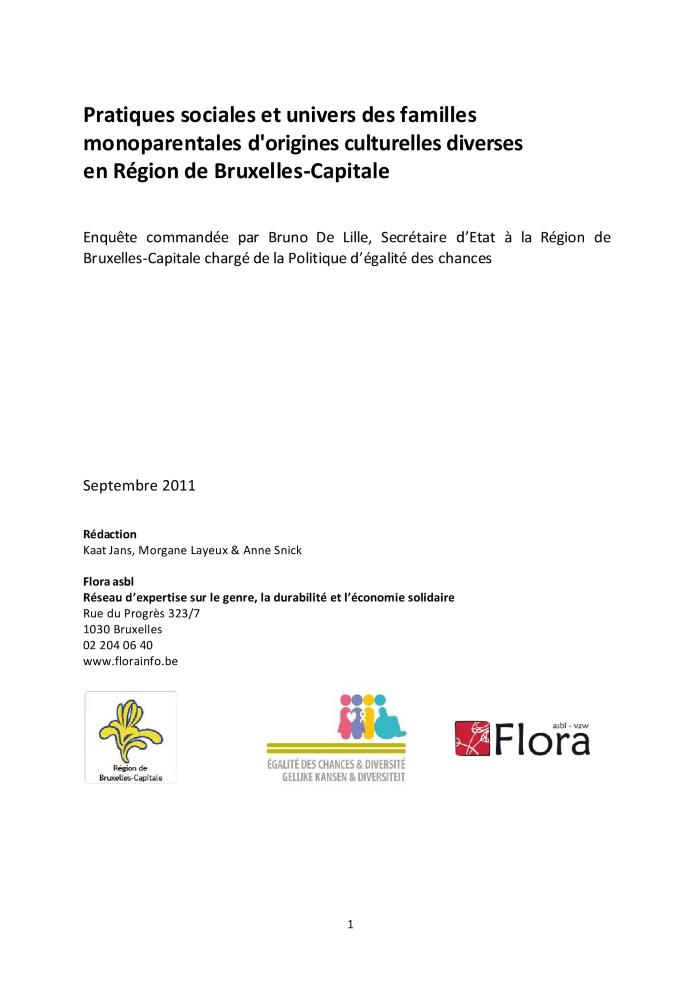 Pratiques sociales et univers des familles
monoparentales d'origines culturelles diverses
en Région de Bruxelles-Capitale
Enquête commandée par Bruno De Lille, Secrétaire d’Etat à la Région de
Bruxelles-Capitale chargé de la Politique d’égalité des chances
Septembre 2011
Rédaction
Kaat Jans, Morgane Layeux & Anne Snick
Flora asbl
Réseau d’expertise sur le genre, la durabilité et l’économie solidaire
Rue du Progrès 323/7
1030 Bruxelles
02 204 06 40
www.florainfo.be
Région de
Bruxelles-Capitale
ÉGALITÉ DES CHANCES & DIVERSITÉ
GELIJKE KANSEN & DIVERSITEIT
asbl - vzw
Flora
1